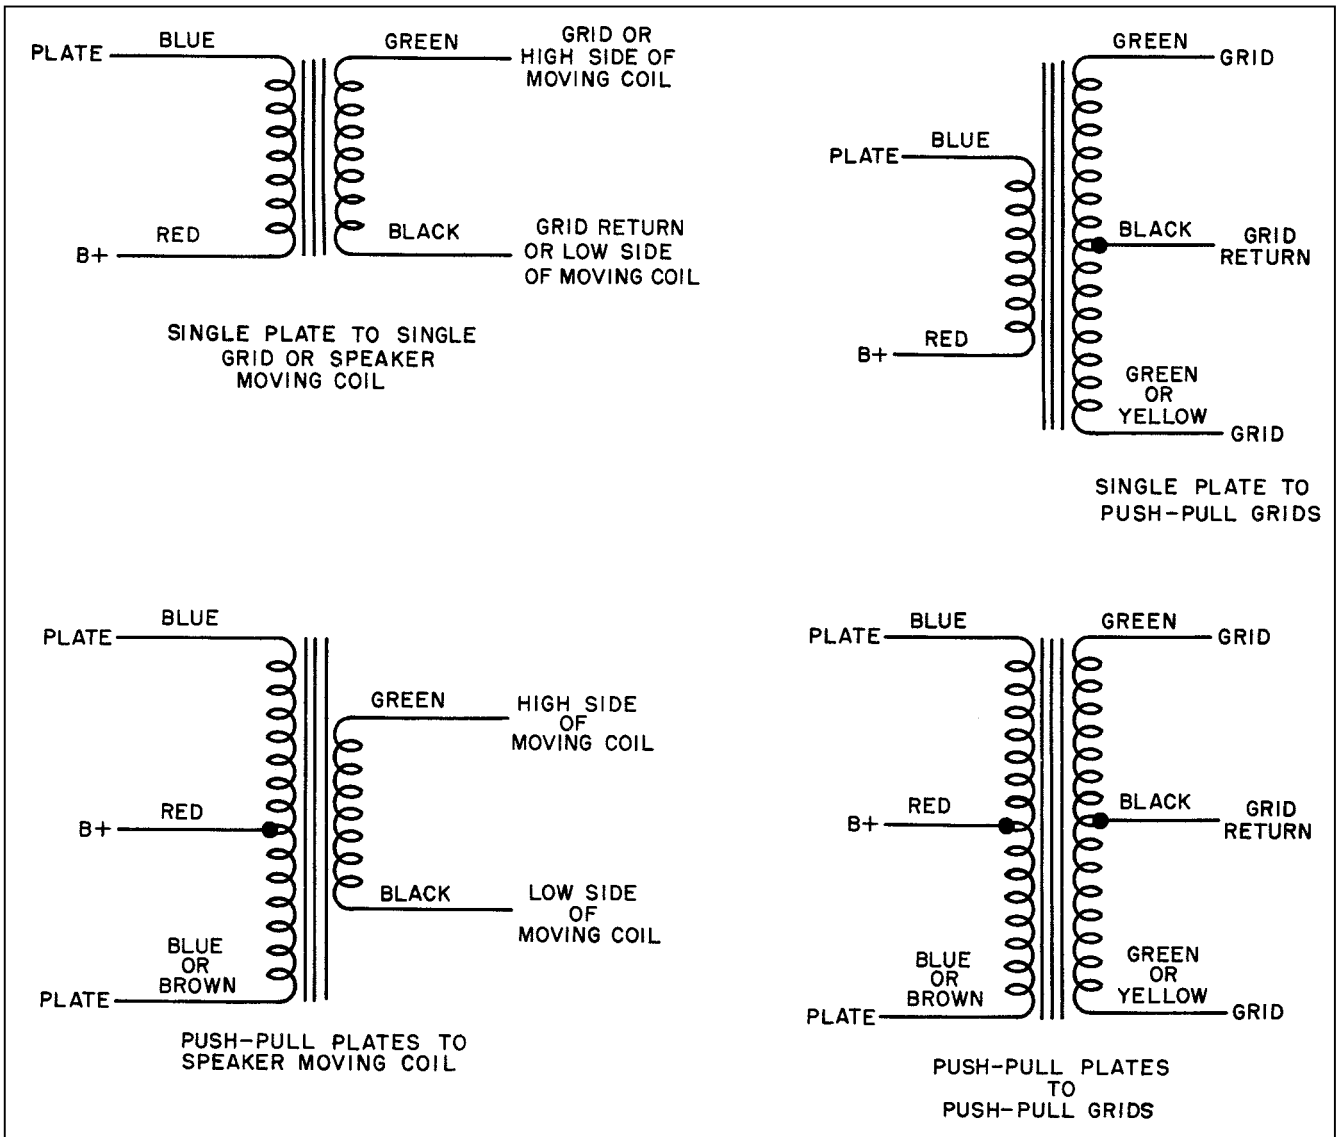 BLUE
PLATE
GREEN
GRID OR
HIGH SIDE OF
MOVING COIL
RED
B+
BLACK
GRID RETURN
OR LOW SIDE
OF MOVING COIL
SINGLE PLATE TO SINGLE
GRID OR SPEAKER
MOVING COIL
GREEN
GRID
BLUE
PLATE
BLACK
GRID
RETURN
RED
B+
GREEN
OR
YELLOW
GRID
SINGLE PLATE TO
PUSH-PULL GRIDS
BLUE
PLATE
GREEN
HIGH SIDE
OF
MOVING COIL
RED
B+
BLACK
LOW SIDE
OF
MOVING COIL
BLUE
OR
BROWN
PLATE
PUSH-PULL PLATES TO
SPEAKER MOVING COIL
BLUE
PLATE
GREEN
GRID
RED
B+
BLACK
GRID
RETURN
BLUE
OR
BROWN
PLATE
GREEN
OR
YELLOW
GRID
PUSH-PULL PLATES
TO
PUSH-PULL GRIDS